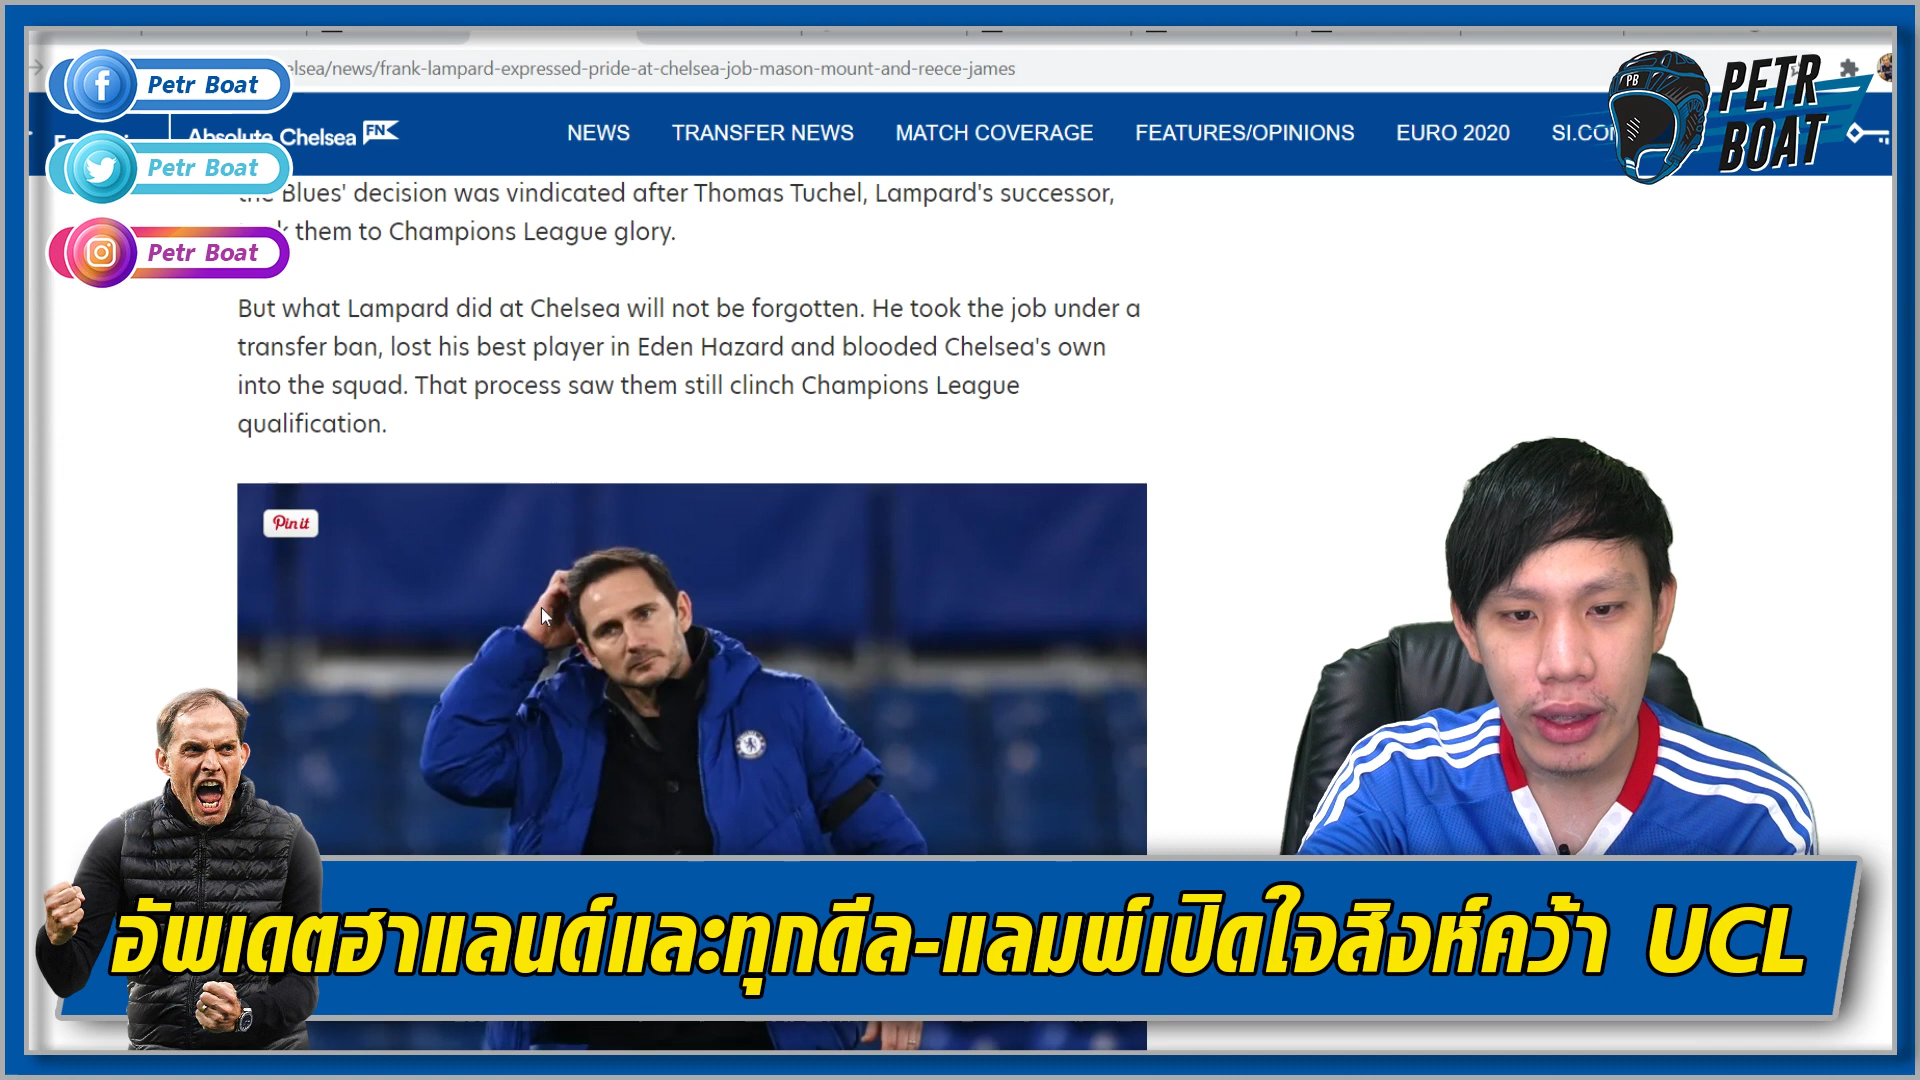 Petr Boat
Petr Boat
Petr Boat
elsea/news/frank-lampard-expressed-pride-at-chelsea-job-mason-mount-and-reece-james
PB
PETR
BOAT
Absolute Chelsea FN
NEWS TRANSFER NEWS MATCH COVERAGE FEATURES/OPINIONS EURO 2020 SI.CO
the Blues' decision was vindicated after Thomas Tuchel, Lampard's successor,
them to Champions League glory.
But what Lampard did at Chelsea will not be forgotten. He took the job under a
transfer ban, lost his best player in Eden Hazard and blooded Chelsea's own
into the squad. That process saw them still clinch Champions League
qualification.
Pin it
อัพเดตฮาแลนด์และทุกดีล-แลมพ์เปิดใจสิงห์คว้า UCL